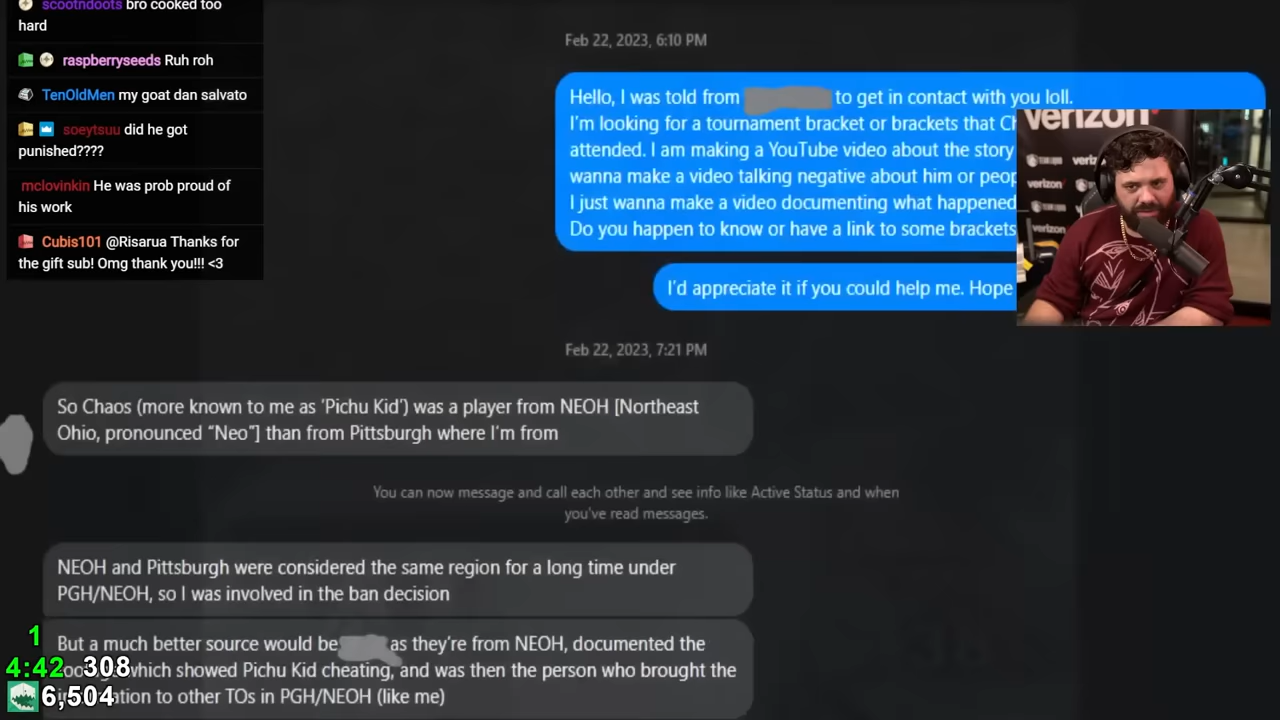 scootndoots bro cooked too
hard
raspberryseeds Ruh roh
TenOldMen my goat dan salvato
soeytsuu did he got
punished????
mclovinkin He was prob proud of
his work
Cubis101 @Risarua Thanks for
the gift sub! Omg thank you!!! <3
Feb 22, 2023, 6:10 PM
Hello, I was told from to get in contact with you loll.
I'm looking for a tournament bracket or brackets that
attended. I am making a YouTube video about the story
wanna make a video talking negative about him or
I just wanna make a video documenting what happened
Do you happen to know or have a link to some brackets
I'd appreciate it if you could help me. Hope
verizon
verizon
verizon
Feb 22, 2023, 7:21 PM
So Chaos (more known to me as 'Pichu Kid') was a player from NEOH [Northeast
Ohio, pronounced "Neo"] than from Pittsburgh where I'm from
You can now message and call each other and see info like Active Status and when
you've read messages.
NEOH and Pittsburgh were considered the same region for a long time under
PGH/NEOH, so I was involved in the ban decision
But a much better source would be as they're from NEOH, documented the
which showed Pichu Kid cheating, and was then the person who brought the
to other TOs in PGH/NEOH (like me)
1
4:42 308
6,504